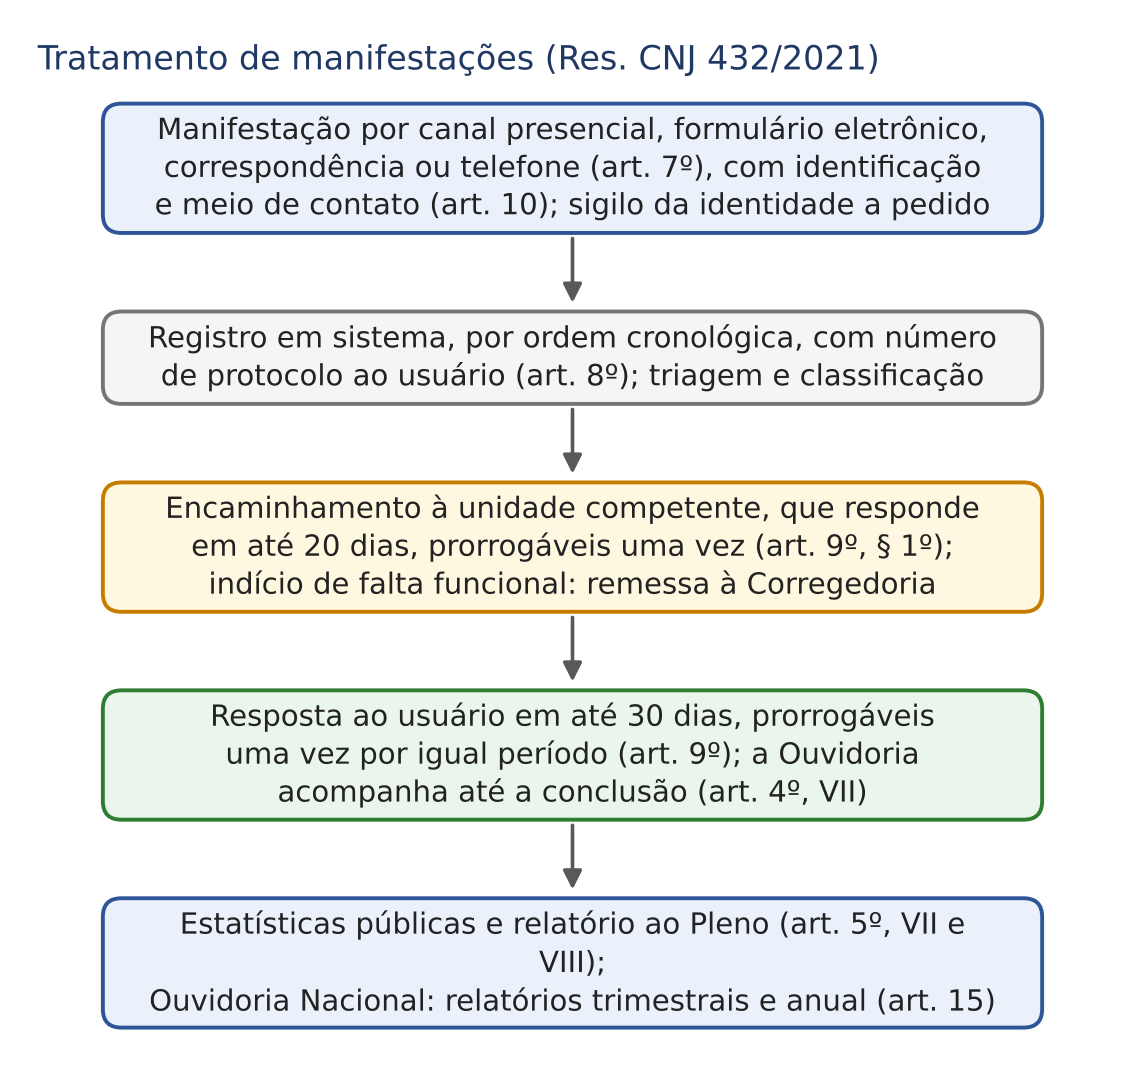 Tratamento de manifestações (Res. CNJ 432/2021)
Manifestação por canal presencial, formulário eletrônico,
correspondência ou telefone (art. 7º), com identificação
e meio de contato (art. 10); sigilo da identidade a pedido
Registro em sistema, por ordem cronológica, com número
de protocolo ao usuário (art. 8º); triagem e classificação
Encaminhamento à unidade competente, que responde
em até 20 dias, prorrogáveis uma vez (art. 9º, § 1º);
indício de falta funcional: remessa à Corregedoria
Resposta ao usuário em até 30 dias, prorrogáveis
uma vez por igual período (art. 9º); a Ouvidoria
acompanha até a conclusão (art. 4º, VII)
Estatísticas públicas e relatório ao Pleno (art. 5º, VII e
VIII);
Ouvidoria Nacional: relatórios trimestrais e anual (art. 15)